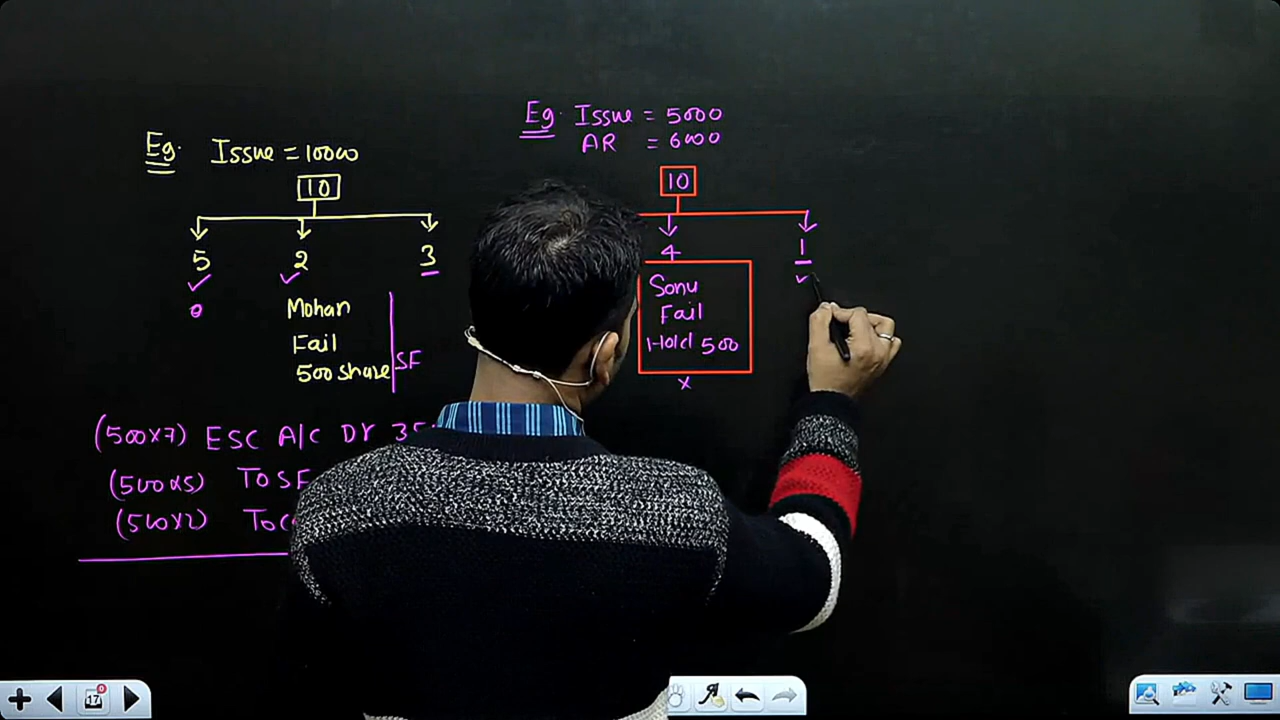 Eg. Issue = 10000
10
5 2 3
0 Mohan
Fail
500 share SF
(500x7) ESC A/C Dr
(500x5) To SF
(500x2)
Eg. Issue = 5000
AR = 6000
10
4 1
Sonu
Fail
Hold 500
x
17